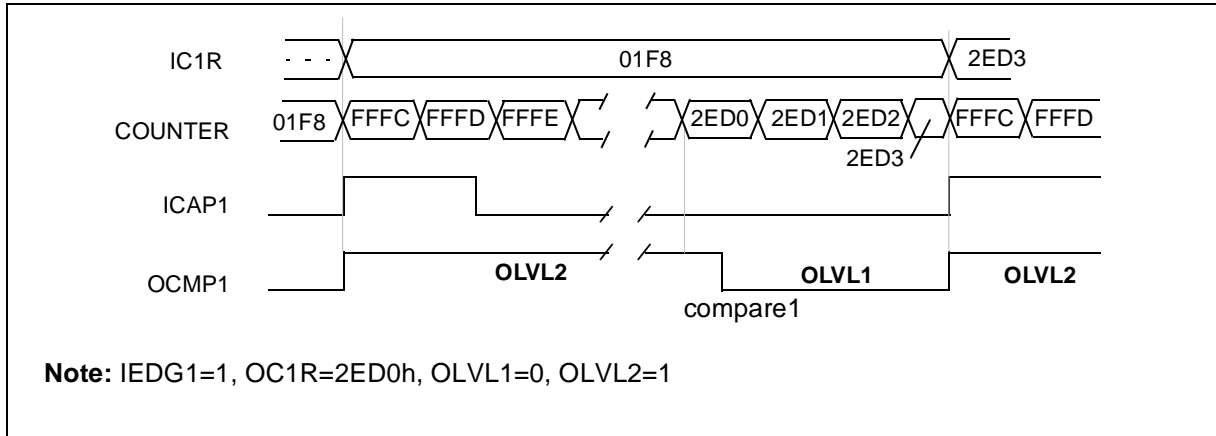 IC1R - - - 01F8 2ED3
COUNTER 01F8 FFFC FFFD FFFE 2ED0 2ED1 2ED2 FFFC FFFD
2ED3
ICAP1
OCMP1 OLVL2 OLVL1 OLVL2
compare1
Note: IEDG1=1, OC1R=2ED0h, OLVL1=0, OLVL2=1